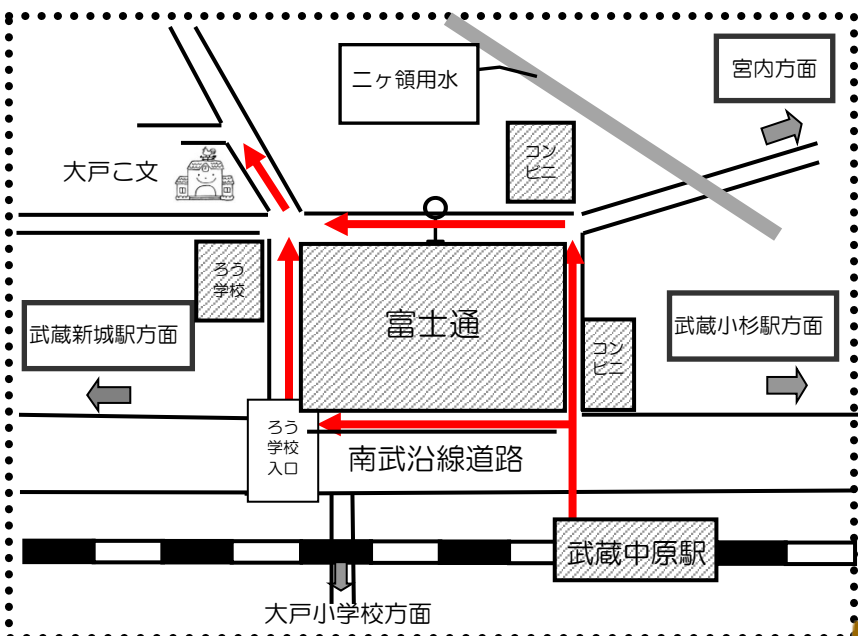 宮内方面
二ヶ領用水
コン
ビニ
大戸こ文
ろう
学校
富士通
武蔵新城駅方面
武蔵小杉駅方面
コン
ビニ
ろう
学校
入口
南武沿線道路
武蔵中原駅
大戸小学校方面